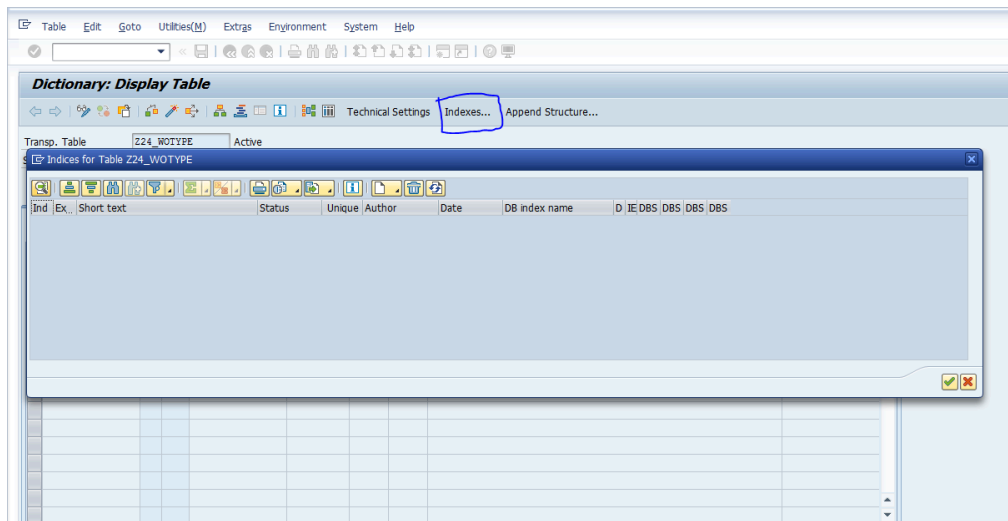 Table Edit Goto Utilities(M) Extras Environment System Help
Dictionary: Display Table
Technical Settings Indexes... Append Structure...
Transp. Table Z24_WOTYPE Active
Indices for Table Z24_WOTYPE
Ind Ex.. Short text Status Unique Author Date DB index name D IE DBS DBS DBS DBS